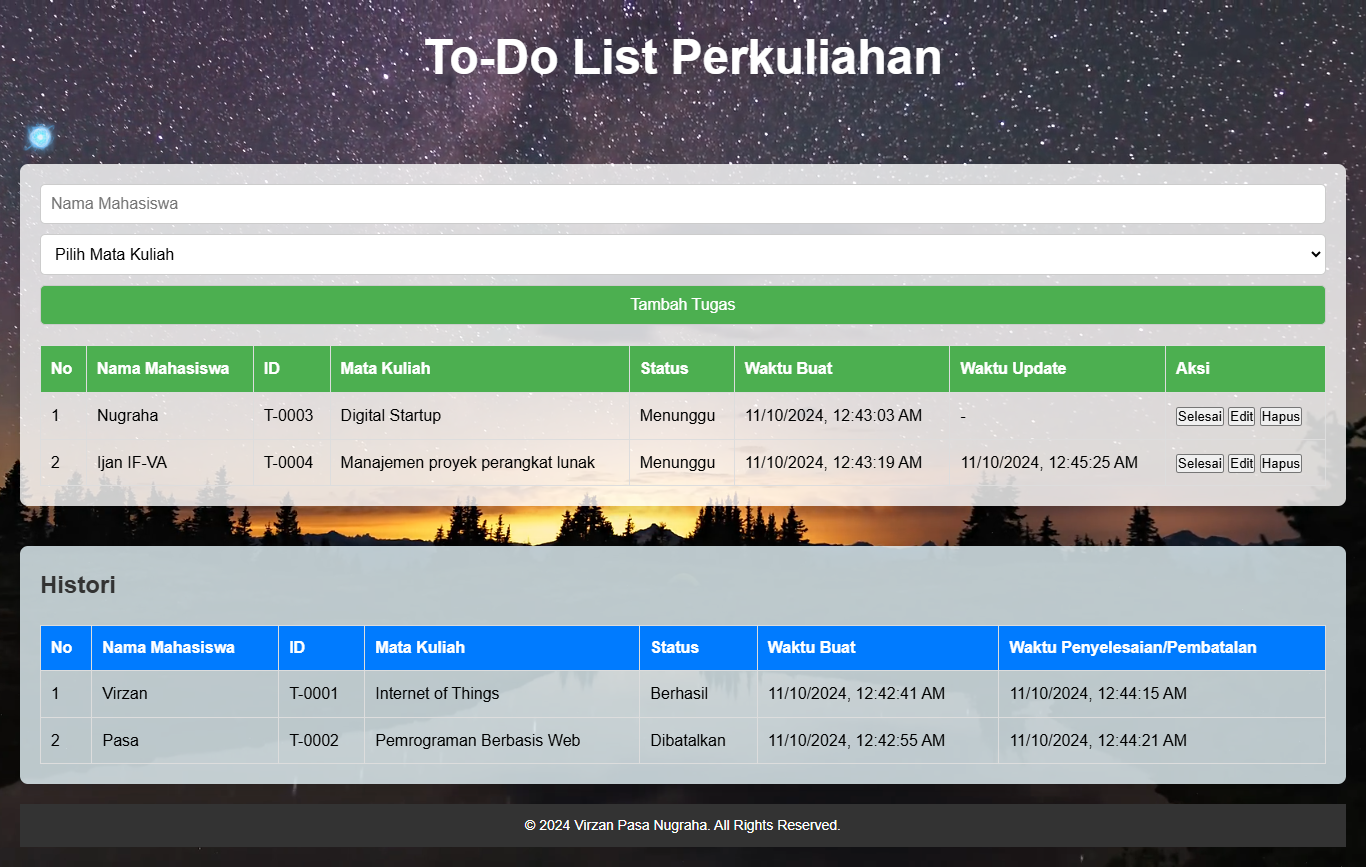 To-Do List Perkuliahan
Nama Mahasiswa
Pilih Mata Kuliah
Tambah Tugas
No Nama Mahasiswa ID Mata Kuliah Status Waktu Buat Waktu Update Aksi
1 Nugraha T-0003 Digital Startup Menunggu 11/10/2024, 12:43:03 AM - Selesai Edit Hapus
2 Ijan IF-VA T-0004 Manajemen proyek perangkat lunak Menunggu 11/10/2024, 12:43:19 AM 11/10/2024, 12:45:25 AM Selesai Edit Hapus
Histori
No Nama Mahasiswa ID Mata Kuliah Status Waktu Buat Waktu Penyelesaian/Pembatalan
1 Virzan T-0001 Internet of Things Berhasil 11/10/2024, 12:42:41 AM 11/10/2024, 12:44:15 AM
2 Pasa T-0002 Pemrograman Berbasis Web Dibatalkan 11/10/2024, 12:42:55 AM 11/10/2024, 12:44:21 AM
© 2024 Virzan Pasa Nugraha. All Rights Reserved.